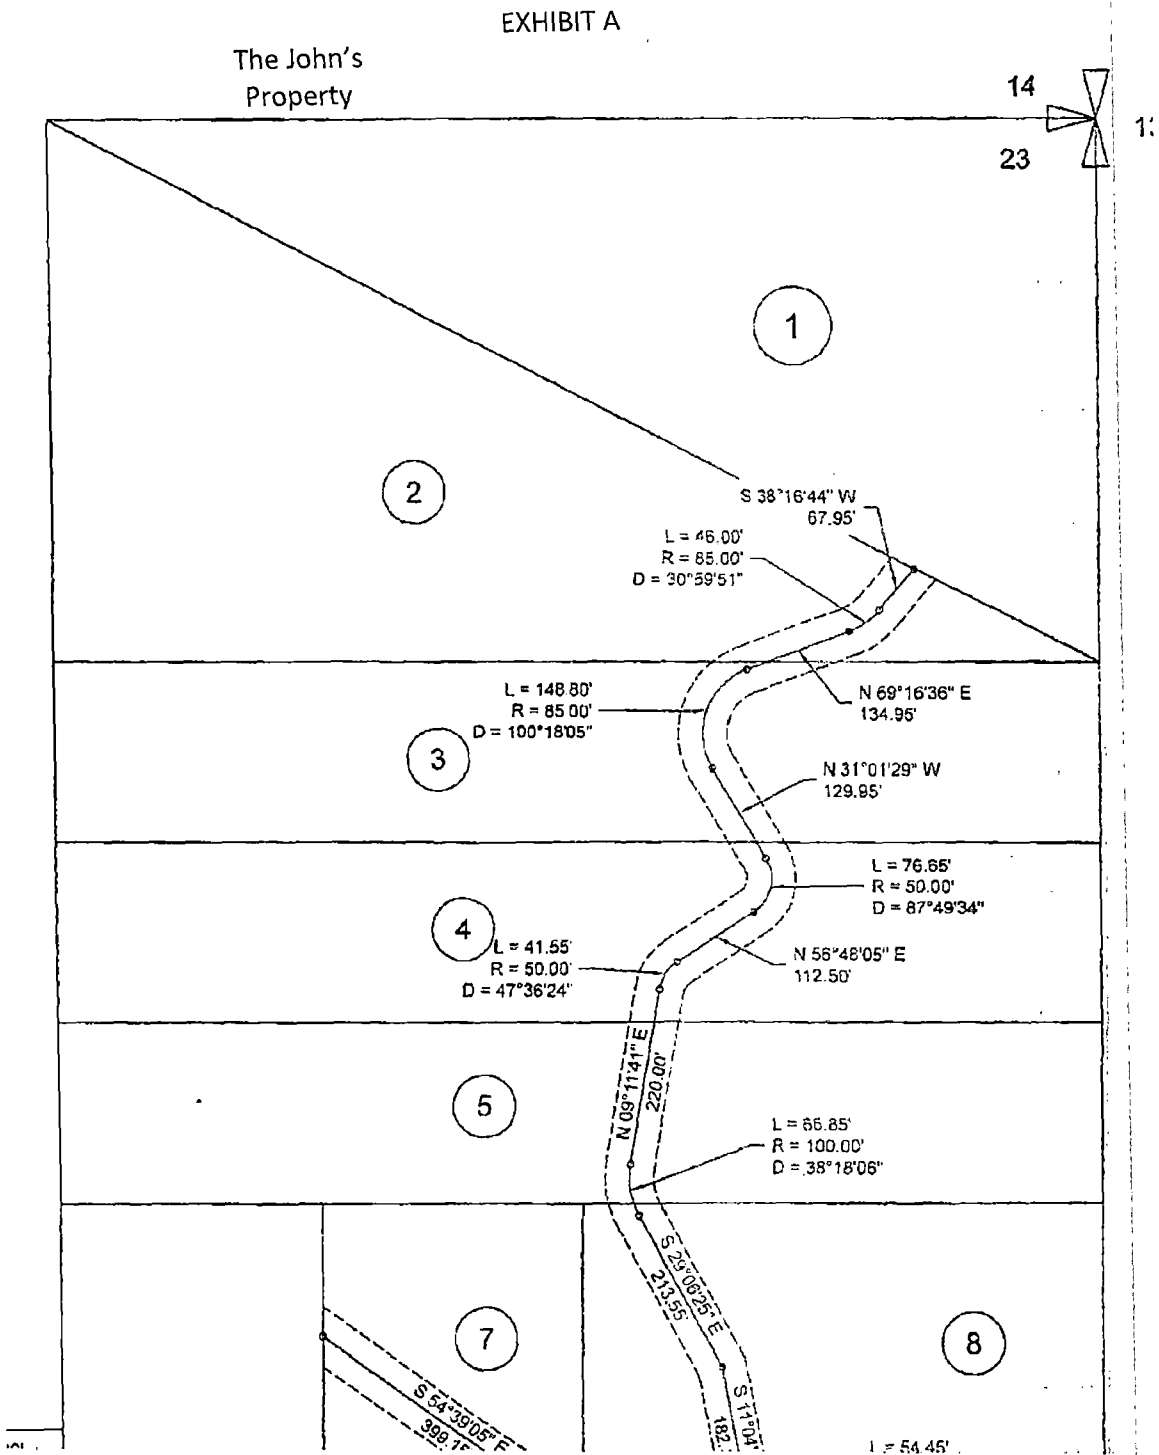 EXHIBIT A
The John's
Property
14
23
1
2
S 38°16'44" W
67.95'
L = 46.00'
R = 85.00'
D = 30°59'51"
L = 148.80'
R = 85.00'
D = 100°18'05"
N 69°16'36" E
134.95'
3
N 31°01'29" W
129.95'
L = 76.65'
R = 50.00'
D = 87°49'34"
4
L = 41.55'
R = 50.00'
D = 47°36'24"
N 56°48'05" E
112.50'
5
N 09°11'41" E
220.00'
L = 66.85'
R = 100.00'
D = 38°18'06"
S 29°06'25" E
213.55'
7
8
S 54°39'05" E
S 11°04'
182.
L = 54.45'